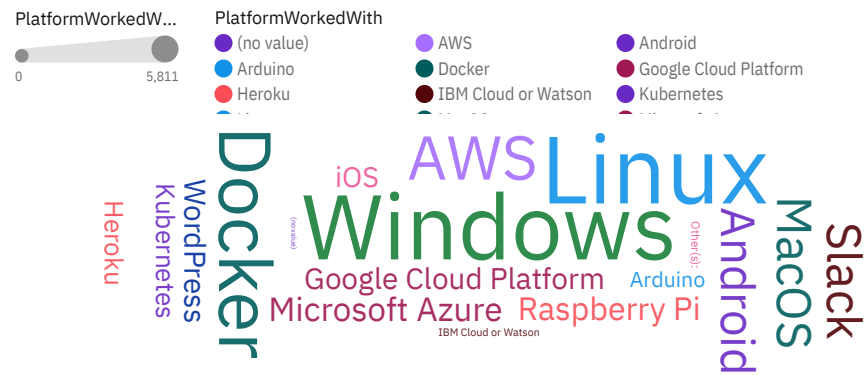 PlatformWorkedW...
0
5,811
PlatformWorkedWith
(no value)
AWS
Android
Arduino
Docker
Google Cloud Platform
Heroku
IBM Cloud or Watson
Kubernetes
Heroku
Kubernetes
WordPress
Docker
(no value)
iOS
AWS
Linux
Windows
Google Cloud Platform
Microsoft Azure
IBM Cloud or Watson
Raspberry Pi
Arduino
Other(s):
Android
MacOS
Slack